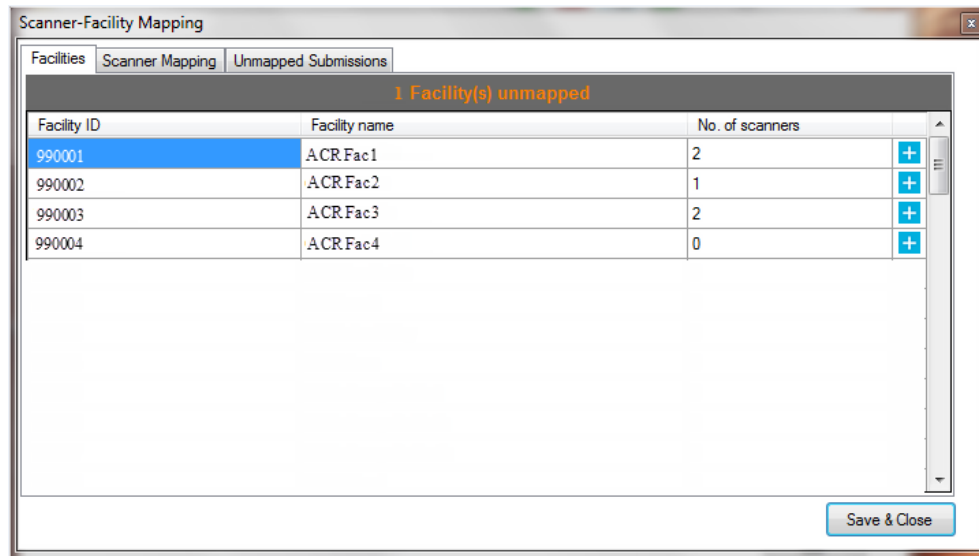 Scanner-Facility Mapping x
Facilities Scanner Mapping Unmapped Submissions
1 Facility(s) unmapped
Facility ID Facility name No. of scanners
990001 ACR Fac1 2 +
990002 ACR Fac2 1 +
990003 ACR Fac3 2 +
990004 ACR Fac4 0 +
Save & Close